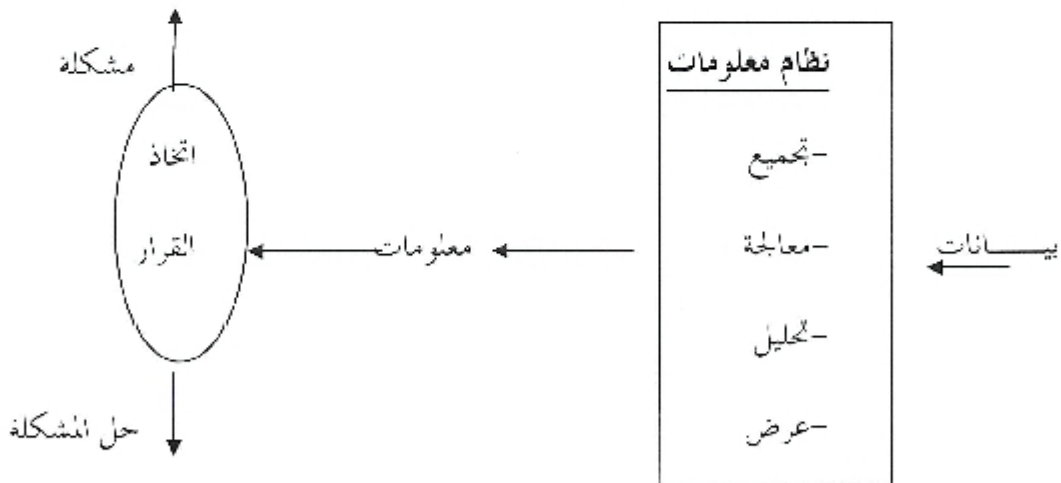 نظام معلومات
-تجميع
-معالجة
-تحليل
-عرض
بيـــــانات
معلومات
مشكلة
اتخاذ
القرار
حل المشكلة